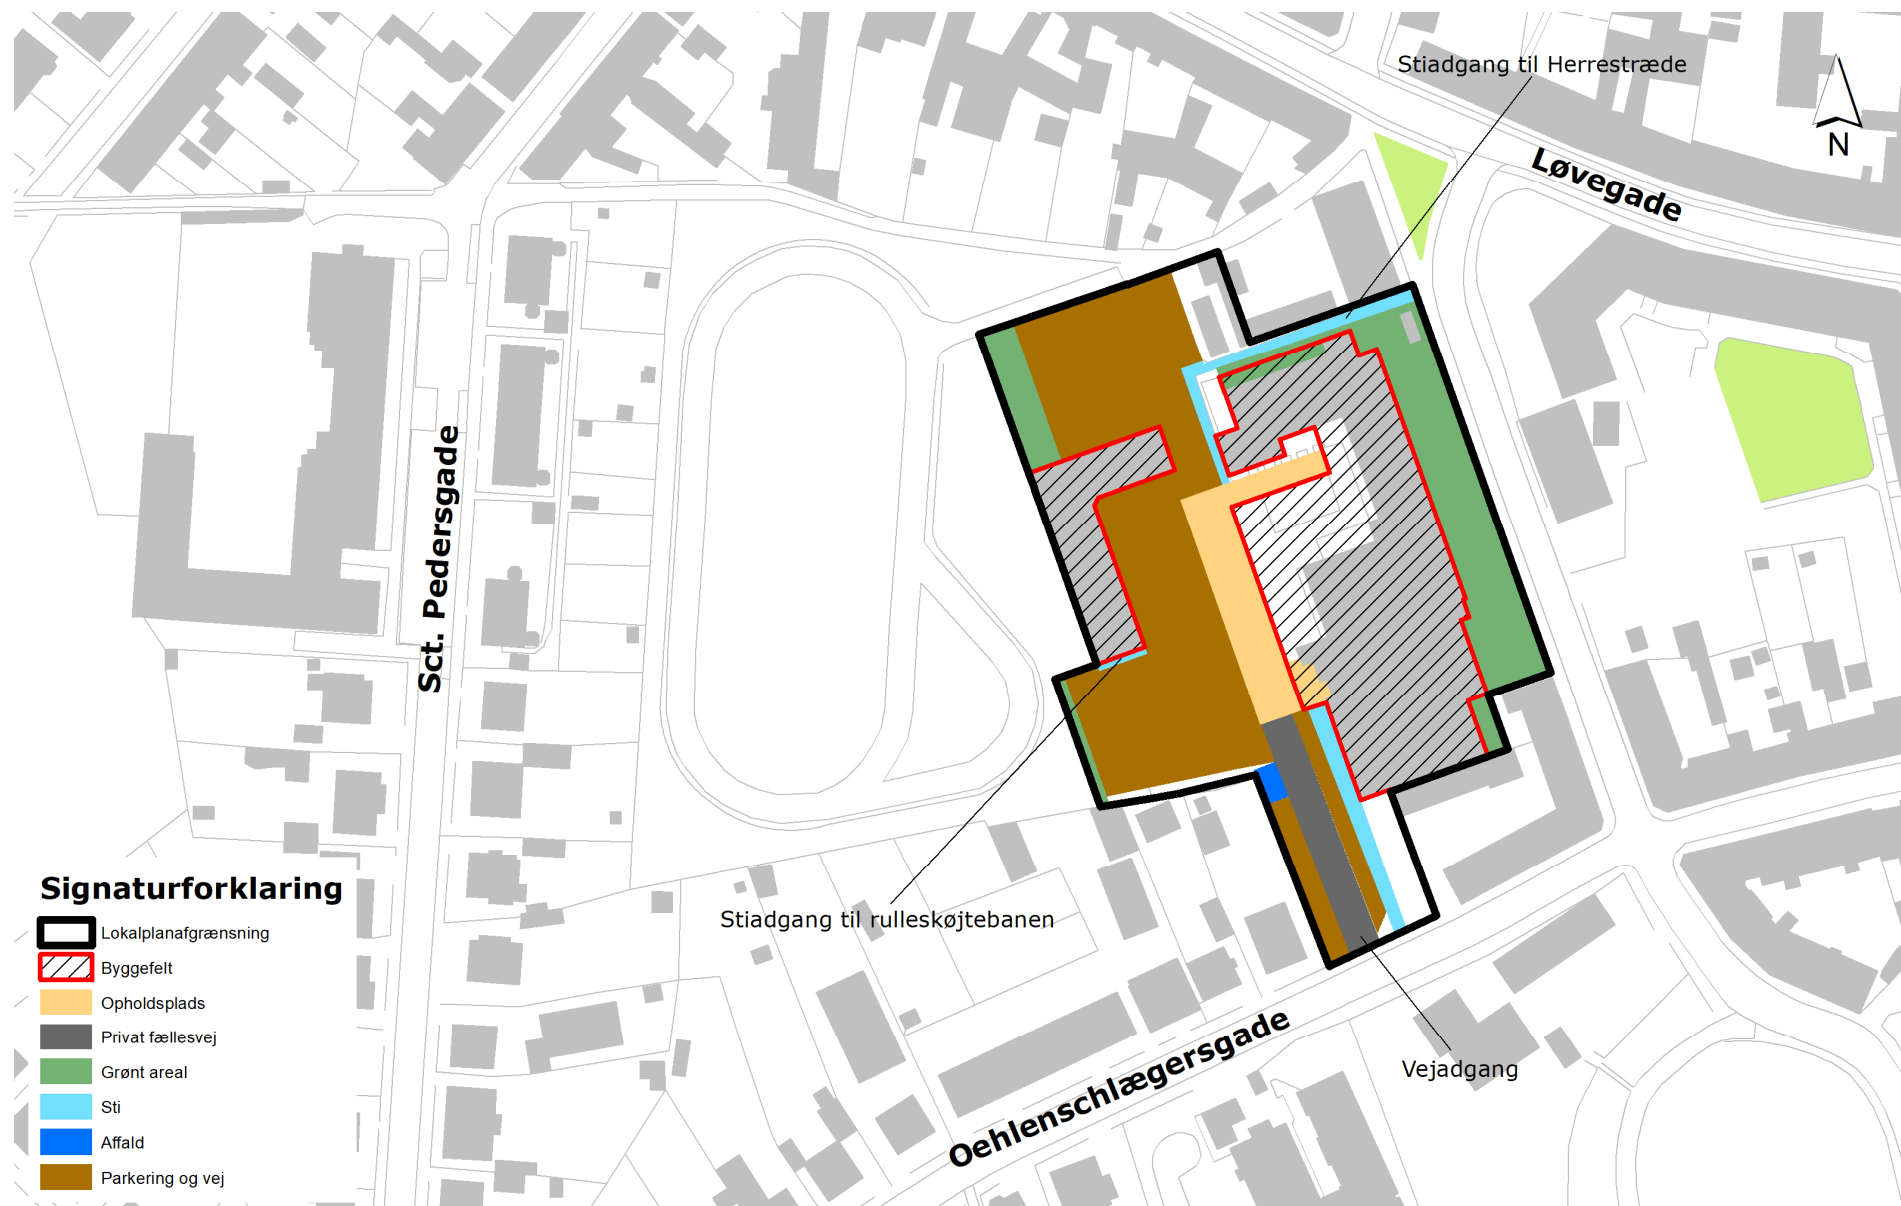 Stiadgang til Herrestræde
N
Løvegade
Sct. Pedersgade
Signaturforklaring
Lokalplanafgrænsning
Byggefelt
Opholdsplads
Privat fællesvej
Grønt areal
Sti
Affald
Parkering og vej
Stiadgang til rulleskøjtebanen
Vejadgang
Oehlenschlægersgade